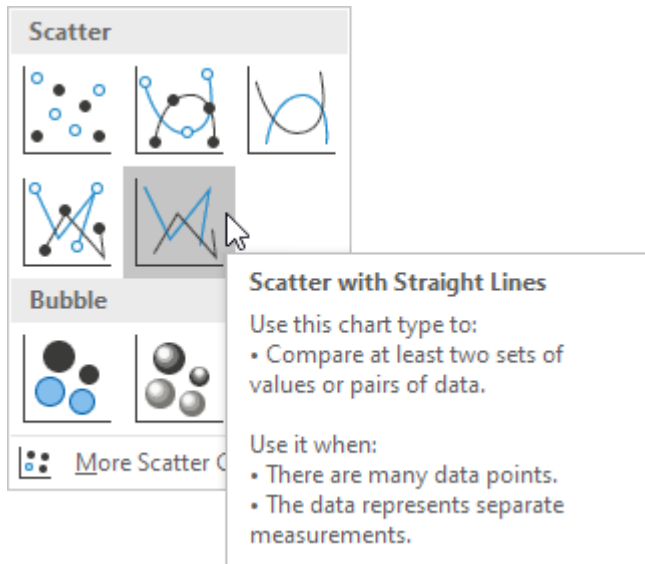 Scatter
Bubble
More Scatter
Scatter with Straight Lines
Use this chart type to:
• Compare at least two sets of
values or pairs of data.
Use it when:
• There are many data points.
• The data represents separate
measurements.